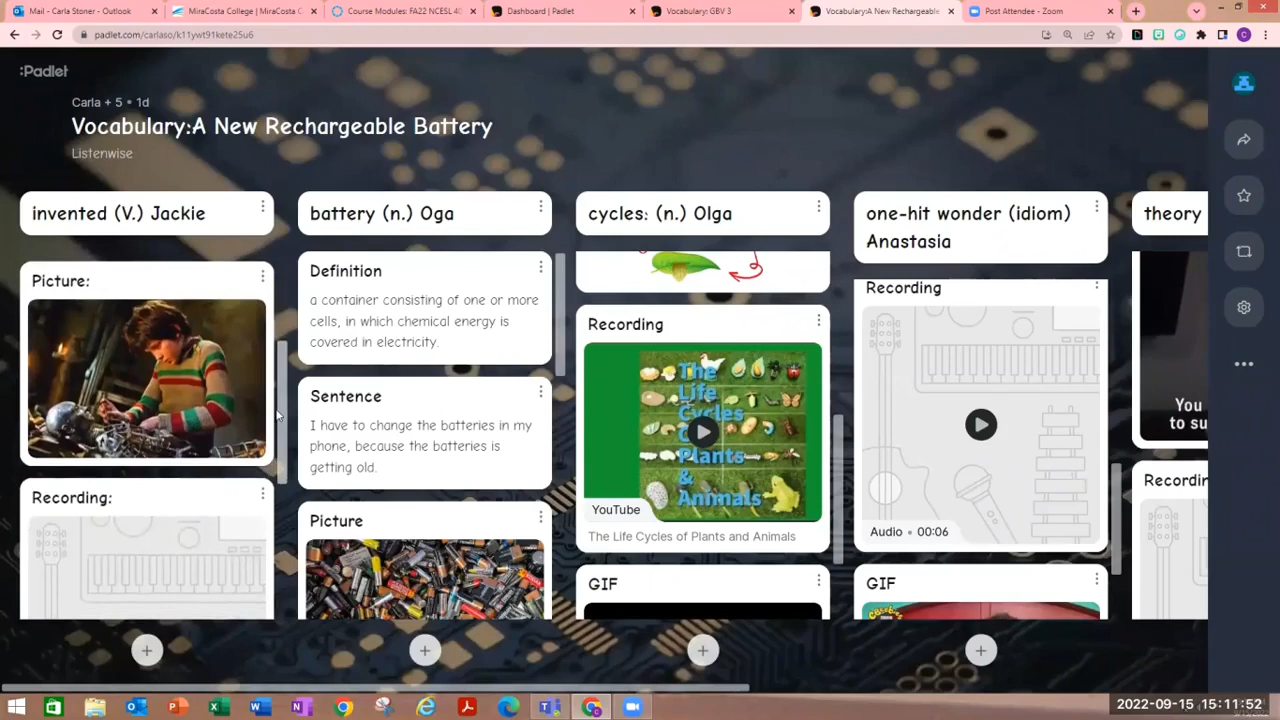 Mail - Carla Stoner - Outlook
MiraCosta College | MiraCosta C
Course Modules: FA22 NCESL 40
Dashboard | Padlet
Vocabulary: GBV 3
Vocabulary:A New Rechargeable
Post Attendee - Zoom
padlet.com/carlaso/k11ywt91kete25u6
:Padlet
Carla + 5 • 1d
Vocabulary:A New Rechargeable Battery
Listenwise
invented (V.) Jackie
Picture:
Recording:
battery (n.) Oga
Definition
a container consisting of one or more
cells, in which chemical energy is
covered in electricity.
Sentence
I have to change the batteries in my
phone, because the batteries is
getting old.
Picture
cycles: (n.) Olga
Recording
The
Life
Cycles
Plants
&
Animals
YouTube
The Life Cycles of Plants and Animals
GIF
one-hit wonder (idiom)
Anastasia
Recording
Audio • 00:06
GIF
theory
You
to su
Recordin
2022-09-15 15:11:52